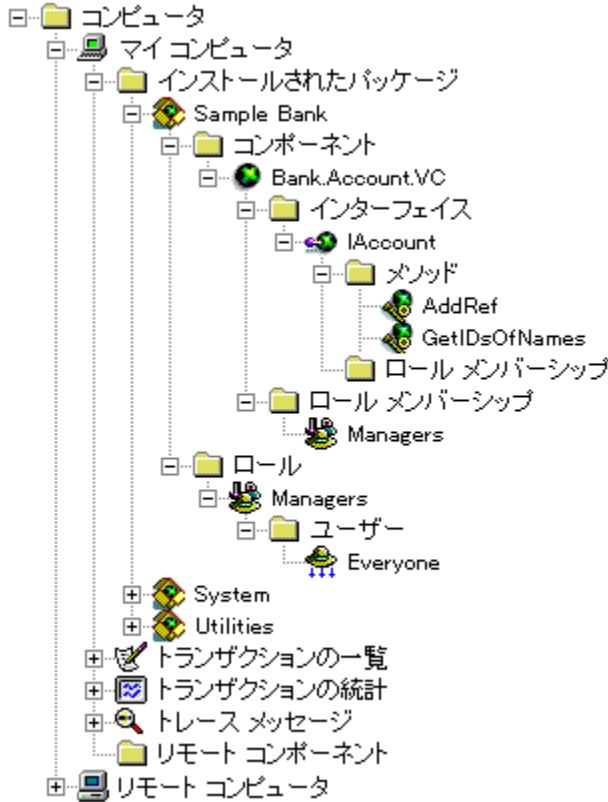 コンピュータ
マイ コンピュータ
インストールされたパッケージ
Sample Bank
コンポーネント
Bank.Account.VC
インターフェイス
IAccount
メソッド
AddRef
GetIDsOfNames
ロール メンバーシップ
ロール メンバーシップ
Managers
ロール
Managers
ユーザー
Everyone
System
Utilities
トランザクションの一覧
トランザクションの統計
トレース メッセージ
リモート コンポーネント
リモート コンピュータ